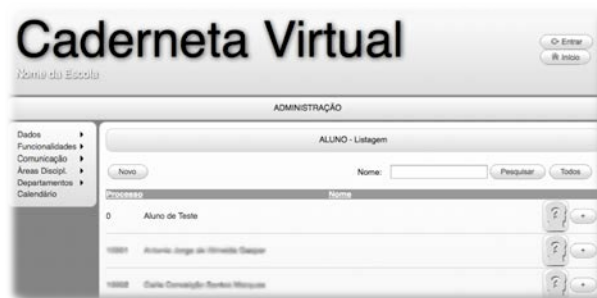 Caderneta Virtual
Nome da Escola
Entrar
Início
ADMINISTRAÇÃO
Dados
Funcionalidades
Comunicação
Áreas Discipl.
Departamentos
Calendário
ALUNO - Listagem
Novo
Nome:
Pesquisar
Todos
Processo Nome
0 Aluno de Teste